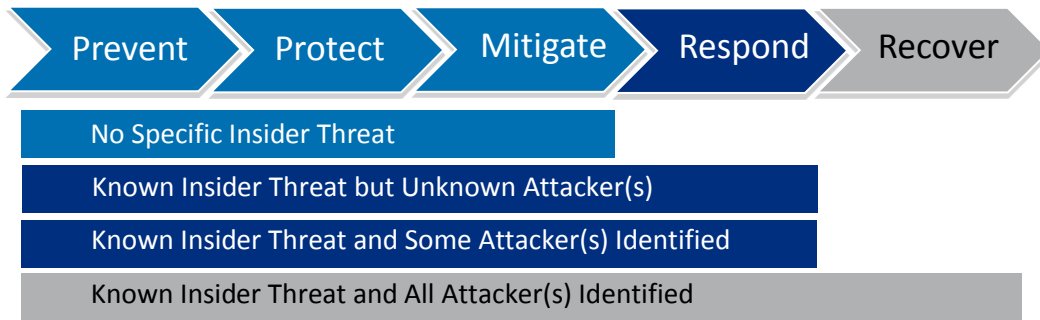 Prevent Protect Mitigate Respond Recover
No Specific Insider Threat
Known Insider Threat but Unknown Attacker(s)
Known Insider Threat and Some Attacker(s) Identified
Known Insider Threat and All Attacker(s) Identified